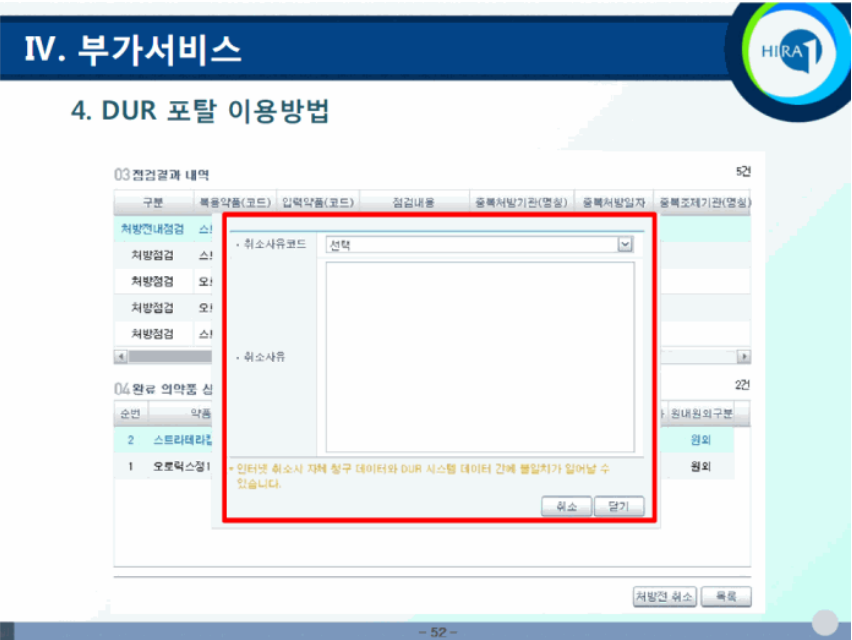 Ⅳ. 부가서비스
HIRA
4. DUR 포탈 이용방법
03 점검결과 내역
5건
구분 복용약품(코드) 입력약품(코드) 점검내용 중복처방기관(명칭) 중복처방일자 중복조제기관(명칭)
처방전내점검 스
처방점검 스
처방점검 오
처방점검 오
처방점검 스
· 취소사유코드 선택
· 취소사유
04 완료 의약품 상
2건
순번 약품 원내원외구분
2 스트라테라캡 원외
1 오로릭스정1 원외
* 인터넷 취소시 자체 청구 데이터와 DUR 시스템 데이터 간에 불일치가 일어날 수
있습니다.
취소 닫기
처방전 취소 목록
- 52 -